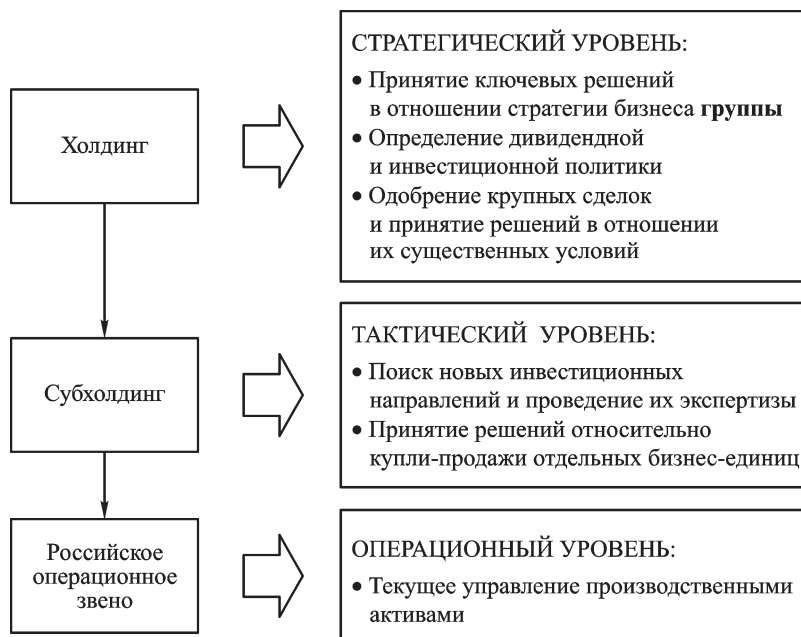 Холдинг
СТРАТЕГИЧЕСКИЙ УРОВЕНЬ:
• Принятие ключевых решений
в отношении стратегии бизнеса группы
• Определение дивидендной
и инвестиционной политики
• Одобрение крупных сделок
и принятие решений в отношении
их существенных условий
Субхолдинг
ТАКТИЧЕСКИЙ УРОВЕНЬ:
• Поиск новых инвестиционных
направлений и проведение их экспертизы
• Принятие решений относительно
купли-продажи отдельных бизнес-единиц
Российское
операционное
звено
ОПЕРАЦИОННЫЙ УРОВЕНЬ:
• Текущее управление производственными
активами